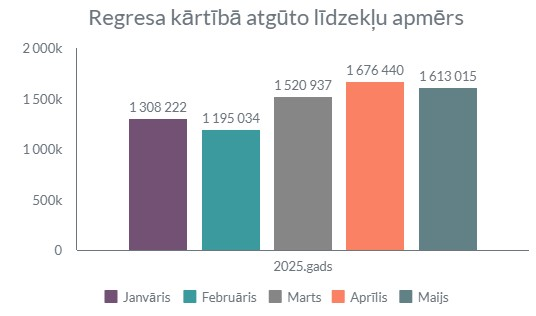 Regresa kārtībā atgūto līdzekļu apmērs
2 000k
1 500k
1 000k
500k
0
1 308 222
1 195 034
1 520 937
1 676 440
1 613 015
2025.gads
Janvāris Februāris Marts Aprīlis Maijs